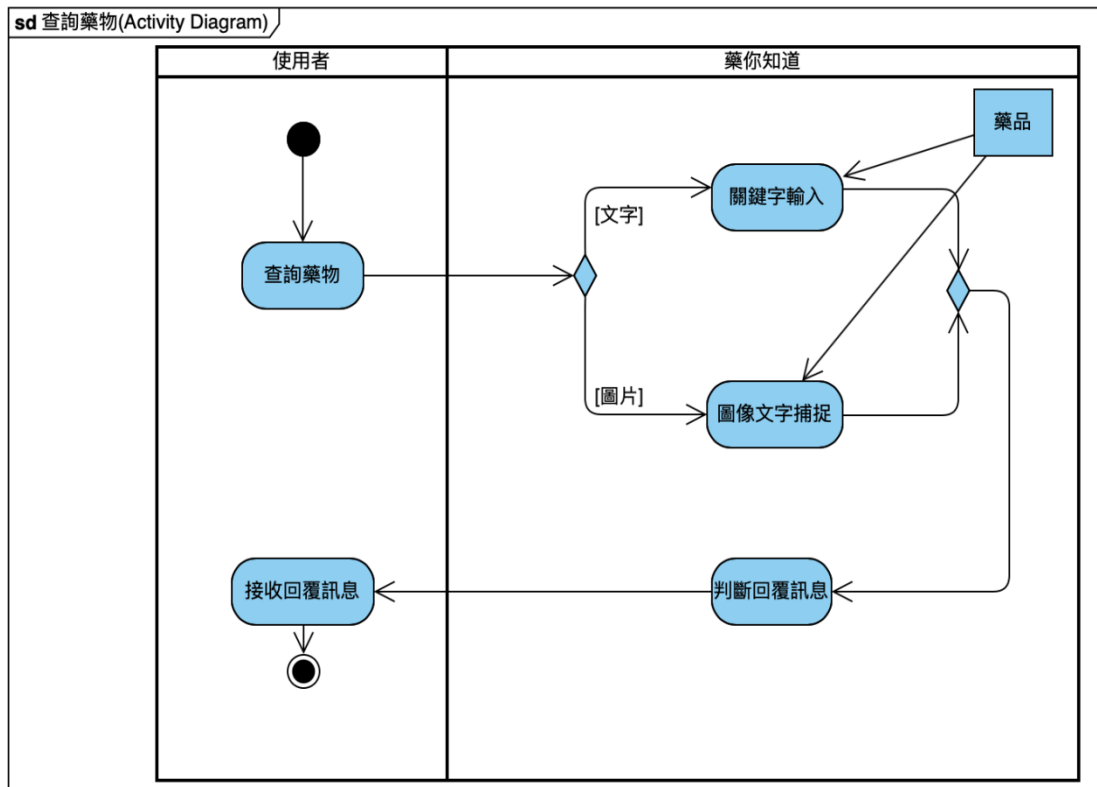 sd 查詢藥物(Activity Diagram)
使用者
藥你知道
藥品
關鍵字輸入
[文字]
查詢藥物
[圖片]
圖像文字捕捉
接收回覆訊息
判斷回覆訊息